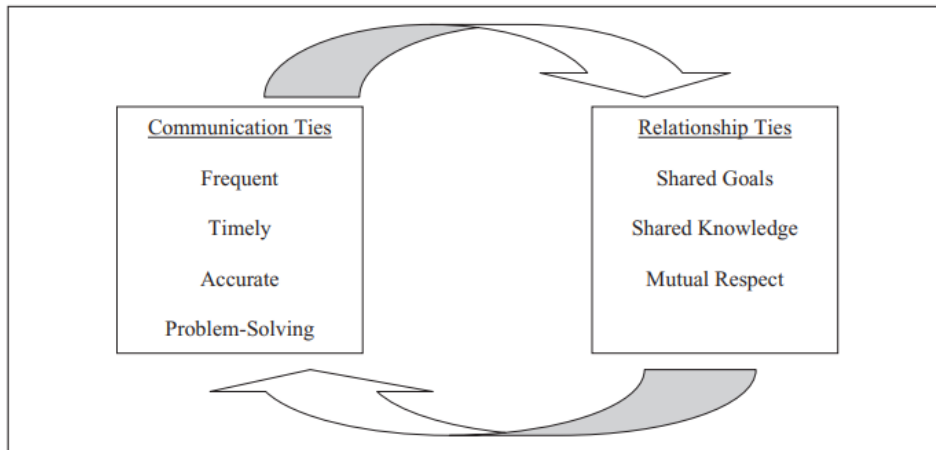 Communication Ties
Frequent
Timely
Accurate
Problem-Solving
Relationship Ties
Shared Goals
Shared Knowledge
Mutual Respect